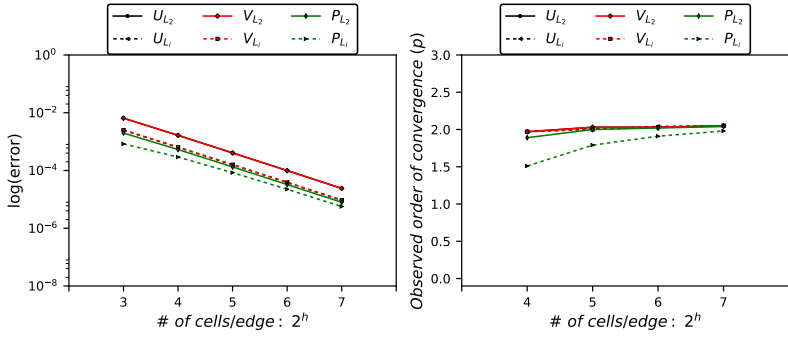 U_{L_2} V_{L_2} P_{L_2}
U_{L_i} V_{L_i} P_{L_i}
10^0
10^{-2}
10^{-4}
10^{-6}
10^{-8}
log(error)
3 4 5 6 7
# of cells/edge: 2^h
U_{L_2} V_{L_2} P_{L_2}
U_{L_i} V_{L_i} P_{L_i}
3.0
2.5
2.0
1.5
1.0
0.5
0.0
Observed order of convergence (p)
4 5 6 7
# of cells/edge: 2^h